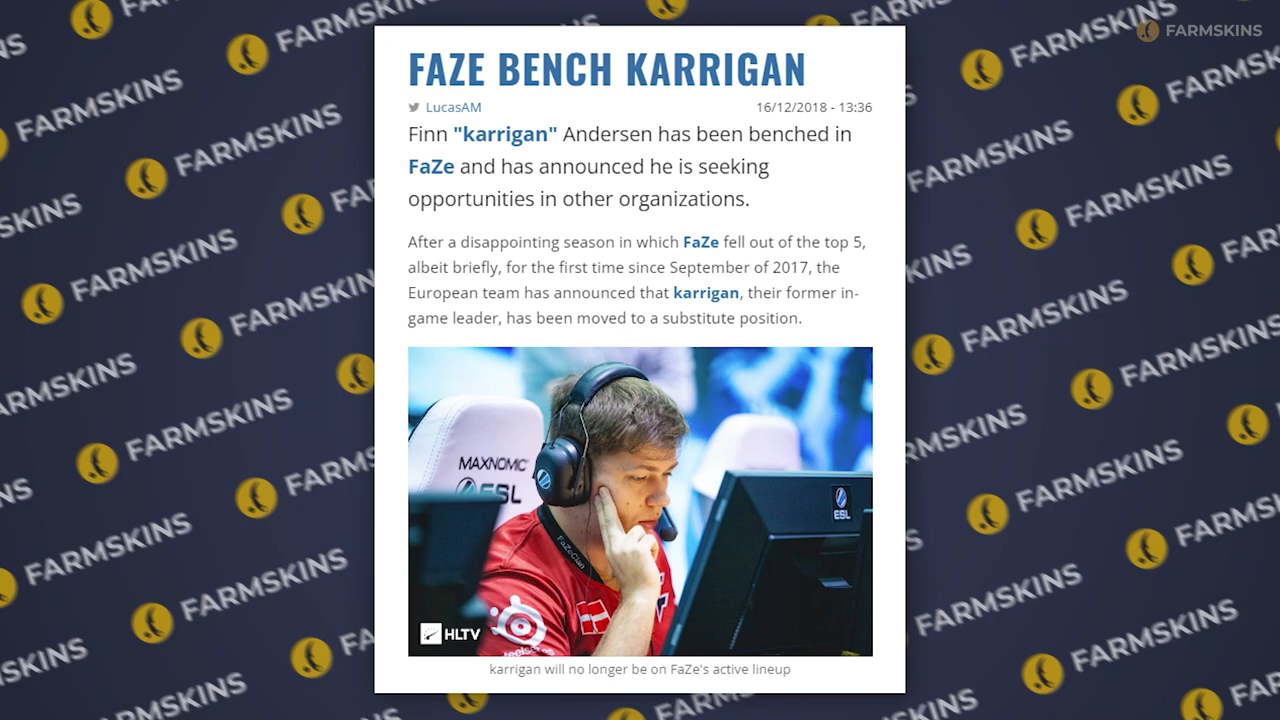 FARMSKINS
FAZE BENCH KARRIGAN
LucasAM 16/12/2018 - 13:36
Finn "karrigan" Andersen has been benched in
FaZe and has announced he is seeking
opportunities in other organizations.
After a disappointing season in which FaZe fell out of the top 5,
albeit briefly, for the first time since September of 2017, the
European team has announced that karrigan, their former in-
game leader, has been moved to a substitute position.
MAXNOMIC
ESL
ESL
FaZeClan
HLTV
karrigan will no longer be on FaZe's active lineup